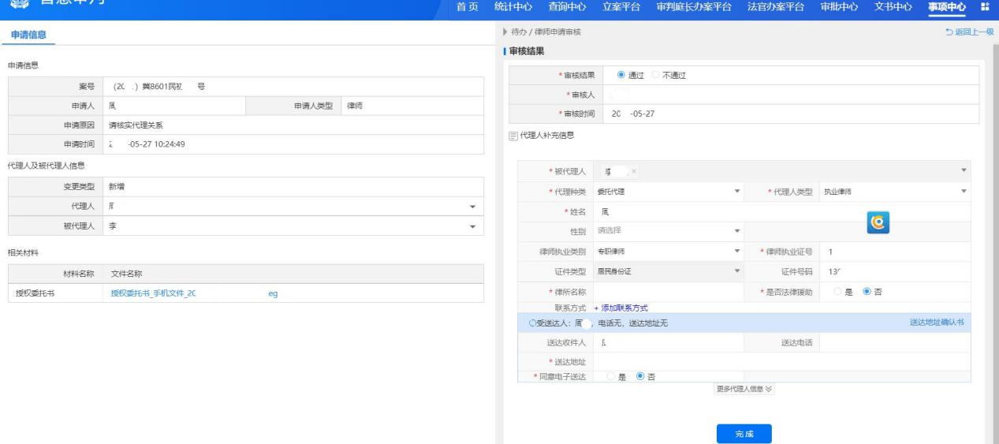 智慧审判
首页 统计中心 查询中心 立案平台 审判庭长办案平台 法官办案平台 审批中心 文书中心 事项中心
申请信息
待办 / 律师申请审核 返回上一级
审核结果
* 审核结果 通过 不通过
* 审核人
* 审核时间 20 -05-27
代理人补充信息
* 被代理人 李 ×
* 代理种类 委托代理 * 代理人类型 执业律师
* 姓名 周
性别 请选择
律师执业类别 专职律师 * 律师执业证号 1
证件类型 居民身份证 证件号码 13
* 律所名称 * 是否法律援助 是 否
联系方式 + 添加联系方式
受送达人：周 ，电话无，送达地址无 送达地址确认书
送达收件人 送达电话
* 送达地址
* 同意电子送达 是 否
更多代理人信息
完成
申请信息
案号 (20 ) 冀8601民初 号
申请人 周 申请人类型 律师
申请原因 请核实代理关系
申请时间 -05-27 10:24:49
代理人及被代理人信息
变更类型 新增
代理人
被代理人 李
相关材料
材料名称 文件名称
授权委托书 授权委托书_手机文件_20 eg